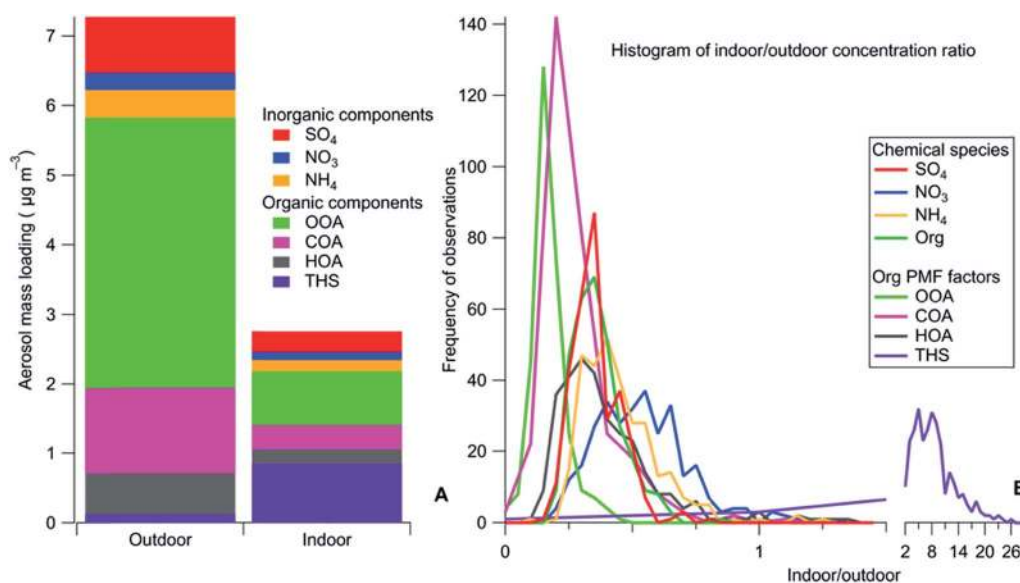 Aerosol mass loading ( µg m⁻³)
7
6
5
4
3
2
1
0
Outdoor
Indoor
Inorganic components
SO₄
NO₃
NH₄
Organic components
OOA
COA
HOA
THS
A
Frequency of observations
140
120
100
80
60
40
20
0
Histogram of indoor/outdoor concentration ratio
Chemical species
SO₄
NO₃
NH₄
Org
Org PMF factors
OOA
COA
HOA
THS
B
0
1
2
8
14
20
26
Indoor/outdoor